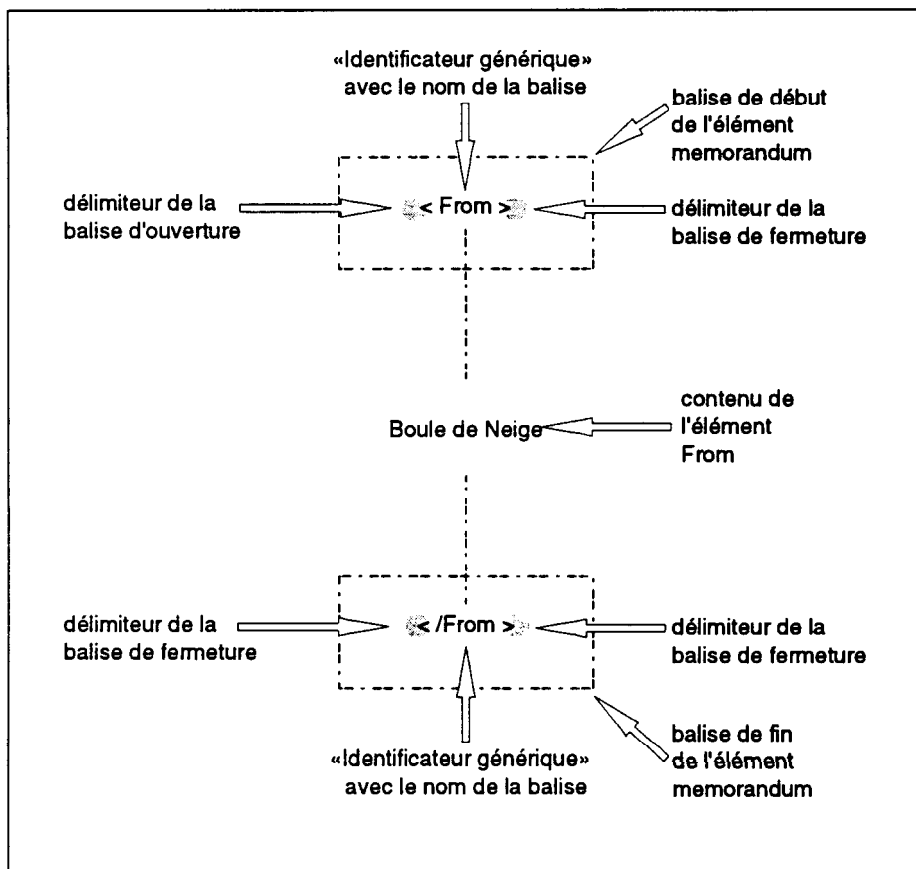 «Identificateur générique»
avec le nom de la balise
balise de début
de l'élément
memorandum
délimiteur de la
balise d'ouverture
< From >
délimiteur de la
balise de fermeture
Boule de Neige
contenu de
l'élément
From
délimiteur de la
balise de fermeture
< /From >
délimiteur de la
balise de fermeture
«Identificateur générique»
avec le nom de la balise
balise de fin
de l'élément
memorandum